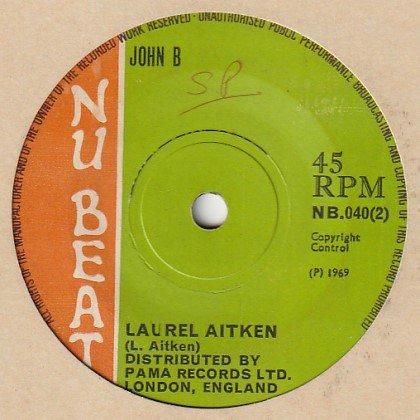 ALL RIGHTS OF THE MANUFACTURER AND OF THE OWNER OF THE RECORDED WORK RESERVED · UNAUTHORISED PUBLIC PERFORMANCE BROADCASTING AND COPYING OF THIS RECORD PROHIBITED
NU BEAT
JOHN B
SP
45
RPM
NB.040(2)
Copyright
Control
(P) 1969
LAUREL AITKEN
(L. Aitken)
DISTRIBUTED BY
PAMA RECORDS LTD.
LONDON, ENGLAND